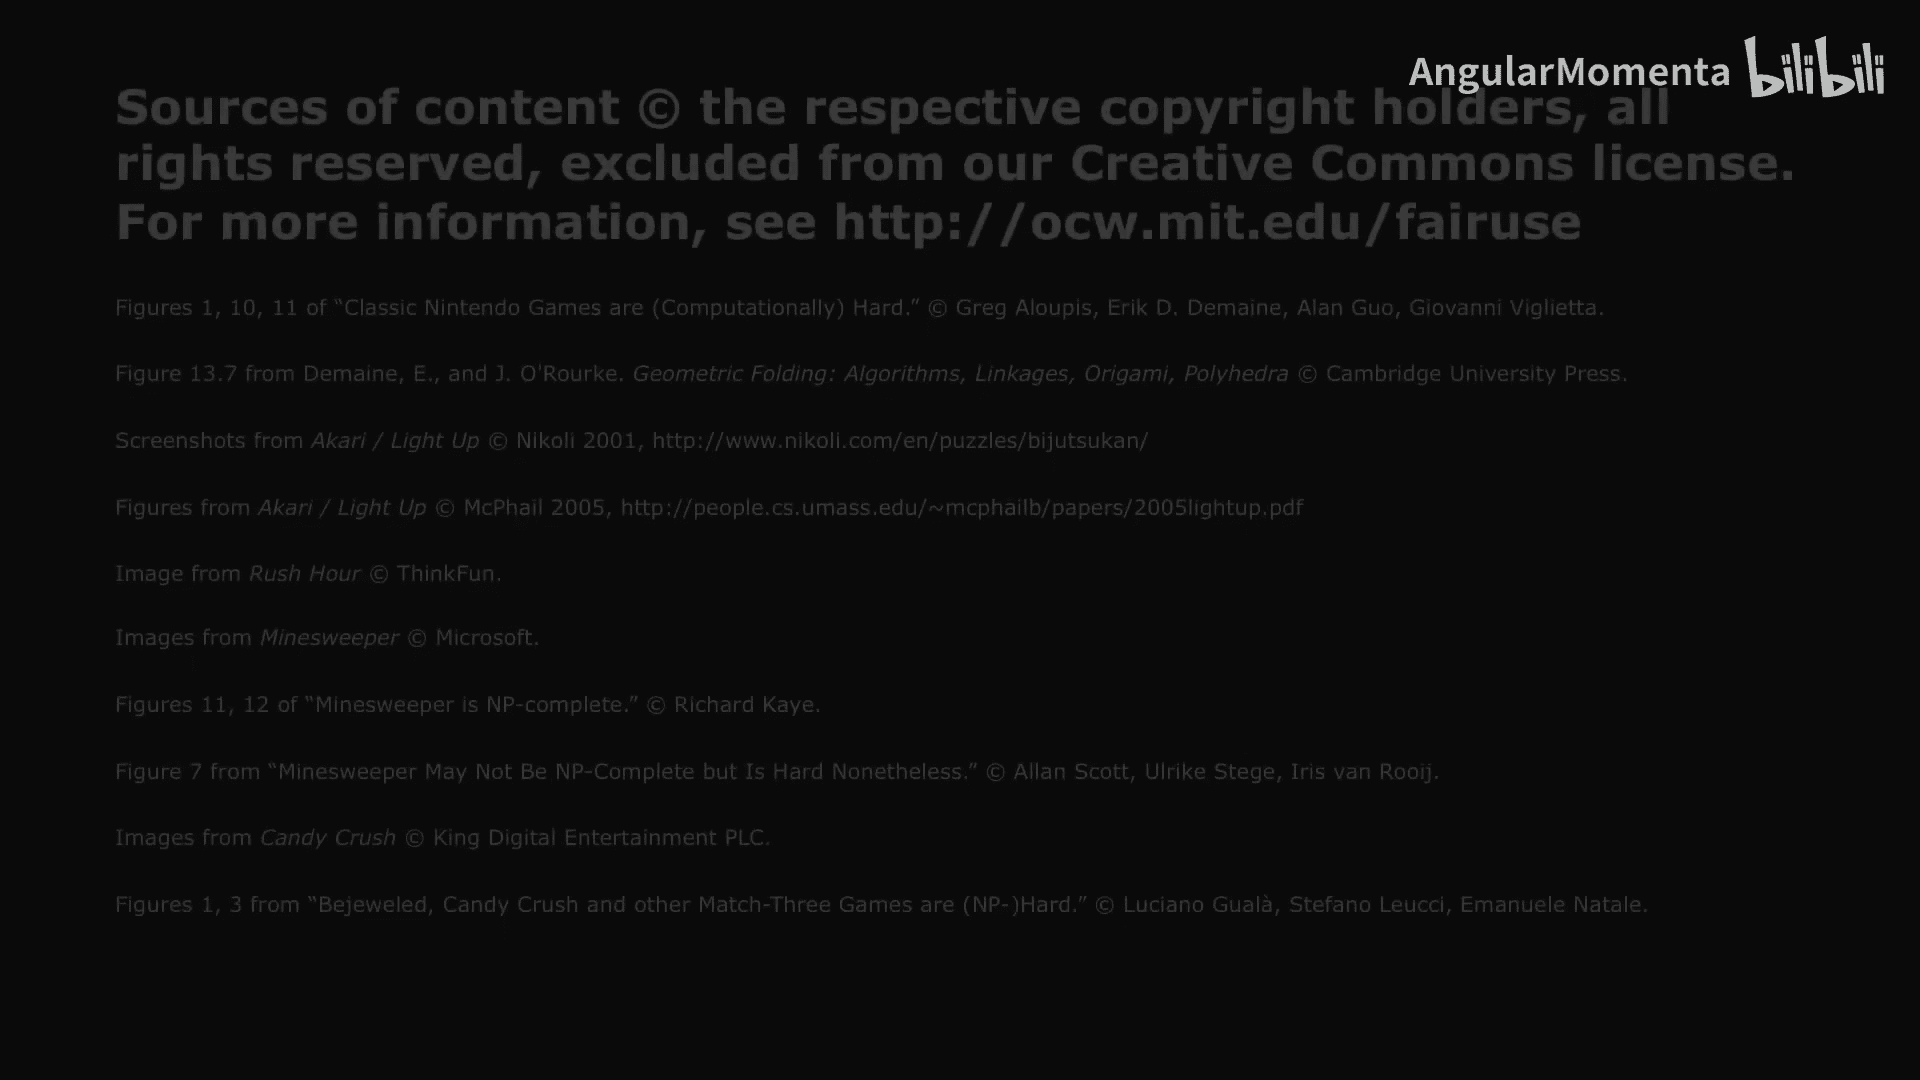 AngularMomenta bilibili
Sources of content © the respective copyright holders, all
rights reserved, excluded from our Creative Commons license.
For more information, see http://ocw.mit.edu/fairuse
Figures 1, 10, 11 of “Classic Nintendo Games are (Computationally) Hard.” © Greg Aloupis, Erik D. Demaine, Alan Guo, Giovanni Viglietta.
Figure 13.7 from Demaine, E., and J. O'Rourke. Geometric Folding: Algorithms, Linkages, Origami, Polyhedra © Cambridge University Press.
Screenshots from Akari / Light Up © Nikoli 2001, http://www.nikoli.com/en/puzzles/bijutsukan/
Figures from Akari / Light Up © McPhail 2005, http://people.cs.umass.edu/~mcphailb/papers/2005lightup.pdf
Image from Rush Hour © ThinkFun.
Images from Minesweeper © Microsoft.
Figures 11, 12 of “Minesweeper is NP-complete.” © Richard Kaye.
Figure 7 from “Minesweeper May Not Be NP-Complete but Is Hard Nonetheless.” © Allan Scott, Ulrike Stege, Iris van Rooij.
Images from Candy Crush © King Digital Entertainment PLC.
Figures 1, 3 from “Bejeweled, Candy Crush and other Match-Three Games are (NP-)Hard.” © Luciano Gualà, Stefano Leucci, Emanuele Natale.